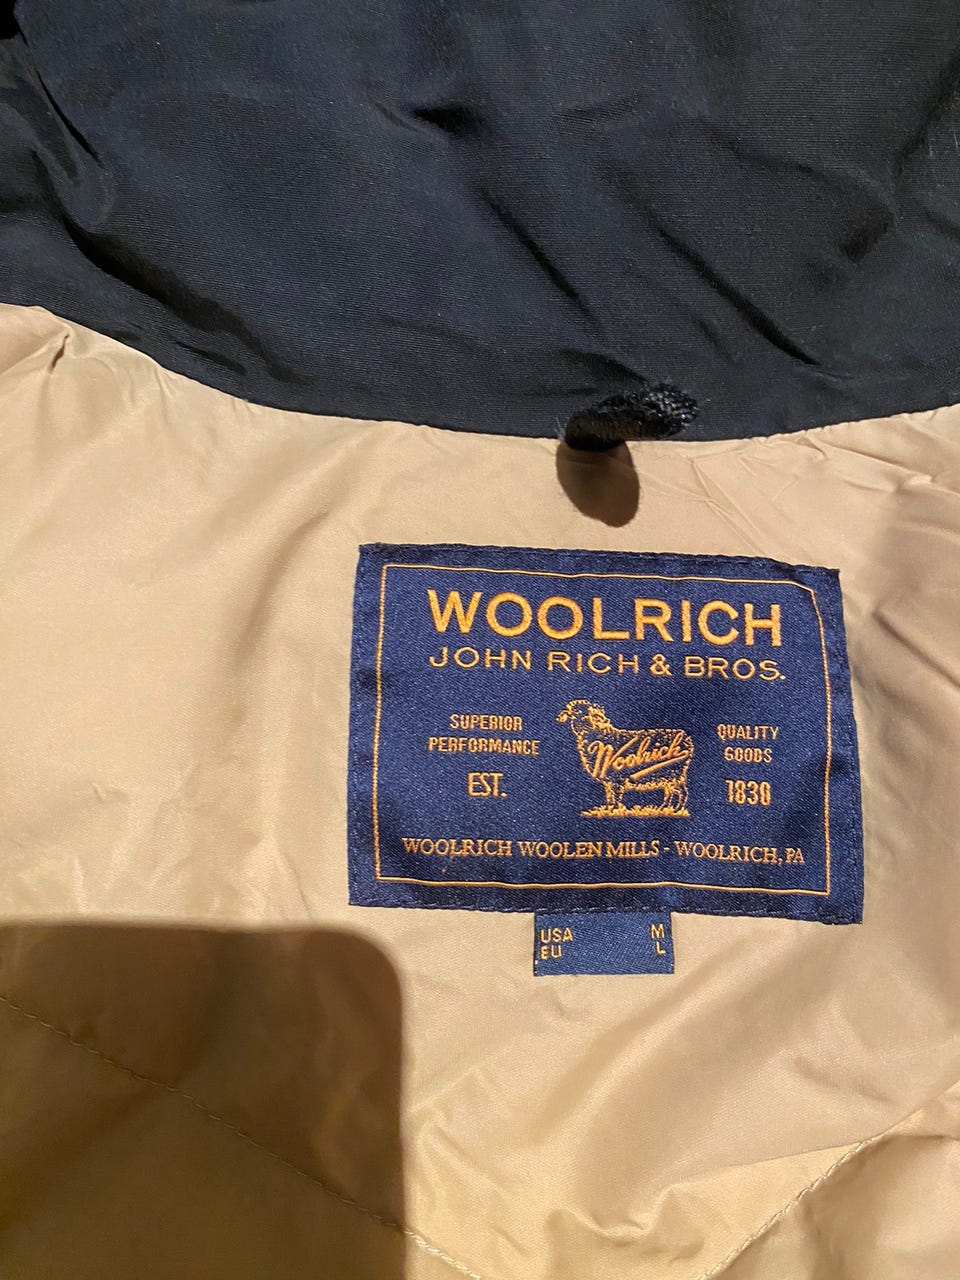 WOOLRICH
JOHN RICH & BROS.
SUPERIOR
PERFORMANCE
EST.
Woolrich
QUALITY
GOODS
1830
WOOLRICH WOOLEN MILLS - WOOLRICH, PA
USA M
EU L